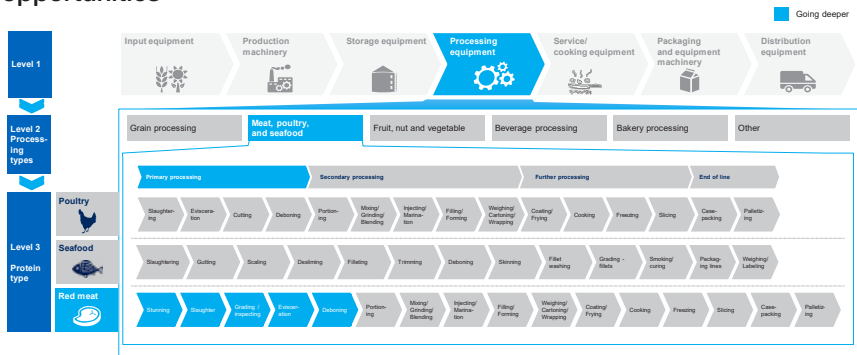 opportunities
Going deeper
Level 1
Input equipment
Production
machinery
Storage equipment
Processing
equipment
Service/
cooking equipment
Packaging
and equipment
machinery
Distribution
equipment
Level 2
Process-
ing
types
Grain processing
Meat, poultry,
and seafood
Fruit, nut and vegetable
Beverage processing
Bakery processing
Other
Level 3
Protein
type
Primary processing
Secondary processing
Further processing
End of line
Poultry
Slaughter-
ing
Eviscera-
tion
Cutting
Deboning
Portion-
ing
Mixing/
Grinding/
Blending
Injecting/
Marina-
tion
Filling/
Forming
Weighing/
Cartoning/
Wrapping
Coating/
Frying
Cooking
Freezing
Slicing
Case-
packing
Palletiz-
ing
Seafood
Slaughtering
Gutting
Scaling
Desliming
Filleting
Trimming
Deboning
Skinning
Fillet
washing
Grading -
fillets
Smoking/
curing
Packag-
ing lines
Weighing/
Labeling
Red meat
Stunning
Slaughter
Grading /
inspecting
Eviscer-
ation
Deboning
Portion-
ing
Mixing/
Grinding/
Blending
Injecting/
Marina-
tion
Filling/
Forming
Weighing/
Cartoning/
Wrapping
Coating/
Frying
Cooking
Freezing
Slicing
Case-
packing
Palletiz-
ing